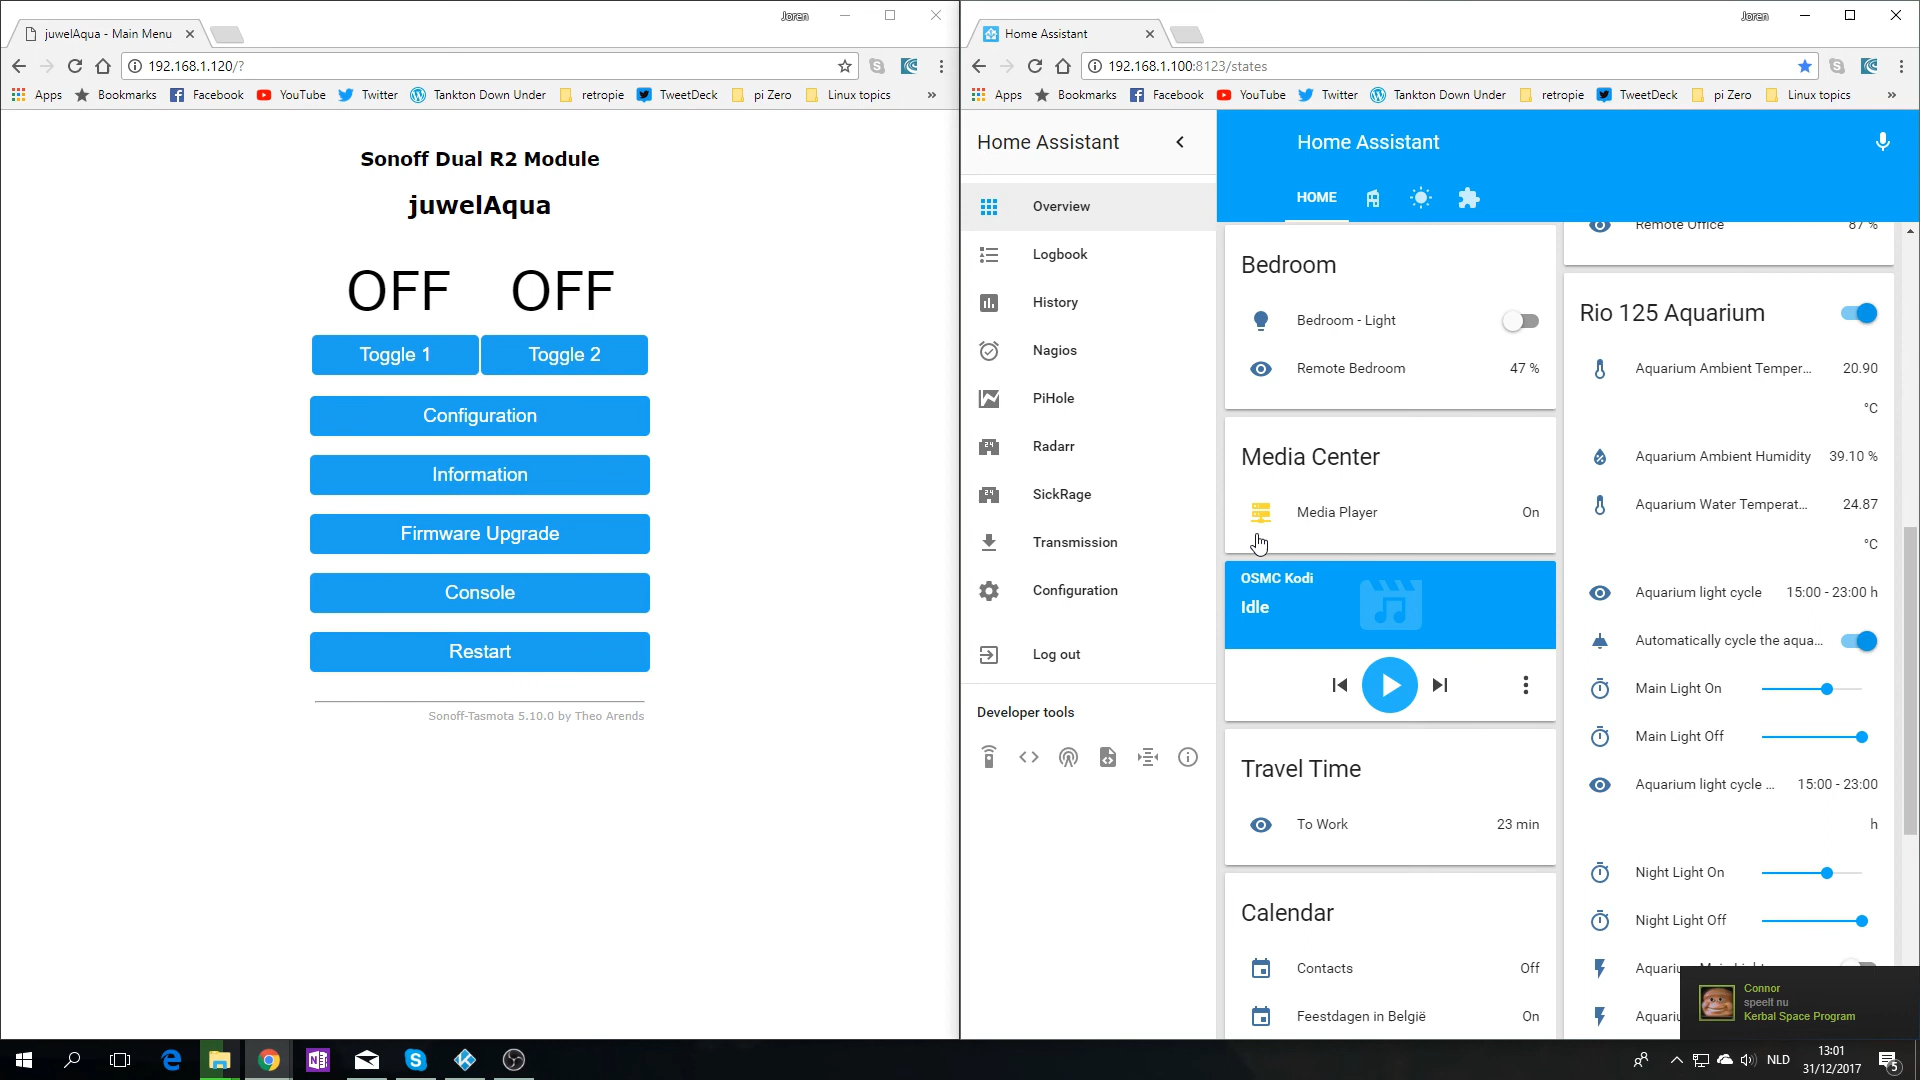 Joren
juwelAqua - Main Menu
192.168.1.120/?
Apps
Bookmarks
Facebook
YouTube
Twitter
Tankton Down Under
retropie
TweetDeck
pi Zero
Linux topics
»
Sonoff Dual R2 Module
juwelAqua
OFF OFF
Toggle 1 Toggle 2
Configuration
Information
Firmware Upgrade
Console
Restart
Sonoff-Tasmota 5.10.0 by Theo Arends
Joren
Home Assistant
192.168.1.100:8123/states
Apps
Bookmarks
Facebook
YouTube
Twitter
Tankton Down Under
retropie
TweetDeck
pi Zero
Linux topics
»
Home Assistant
Overview
Logbook
History
Nagios
PiHole
Radarr
SickRage
Transmission
Configuration
Log out
Developer tools
Home Assistant
HOME
Bedroom
Bedroom - Light
Remote Bedroom 47 %
Media Center
Media Player On
OSMC Kodi
Idle
Travel Time
To Work 23 min
Calendar
Contacts Off
Feestdagen in België On
Remote Office 87 %
Rio 125 Aquarium
Aquarium Ambient Temper... 20.90
°C
Aquarium Ambient Humidity 39.10 %
Aquarium Water Temperat... 24.87
°C
Aquarium light cycle 15:00 - 23:00 h
Automatically cycle the aqua...
Main Light On
Main Light Off
Aquarium light cycle ... 15:00 - 23:00
h
Night Light On
Night Light Off
Connor
speelt nu
Kerbal Space Program
NLD
13:01
31/12/2017
5